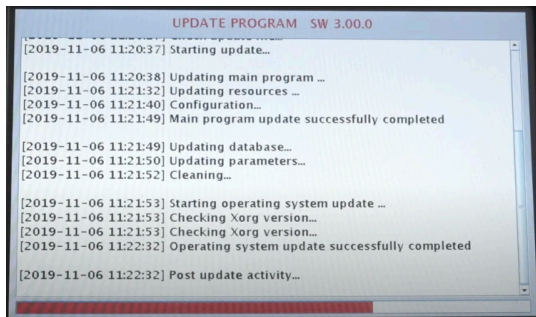 UPDATE PROGRAM SW 3.00.0
[2019-11-06 11:20:37] Starting update...
[2019-11-06 11:20:38] Updating main program ...
[2019-11-06 11:21:32] Updating resources ...
[2019-11-06 11:21:40] Configuration...
[2019-11-06 11:21:49] Main program update successfully completed
[2019-11-06 11:21:49] Updating database...
[2019-11-06 11:21:50] Updating parameters...
[2019-11-06 11:21:52] Cleaning...
[2019-11-06 11:21:53] Starting operating system update ...
[2019-11-06 11:21:53] Checking Xorg version...
[2019-11-06 11:21:53] Checking Xorg version...
[2019-11-06 11:22:32] Operating system update successfully completed
[2019-11-06 11:22:32] Post update activity...